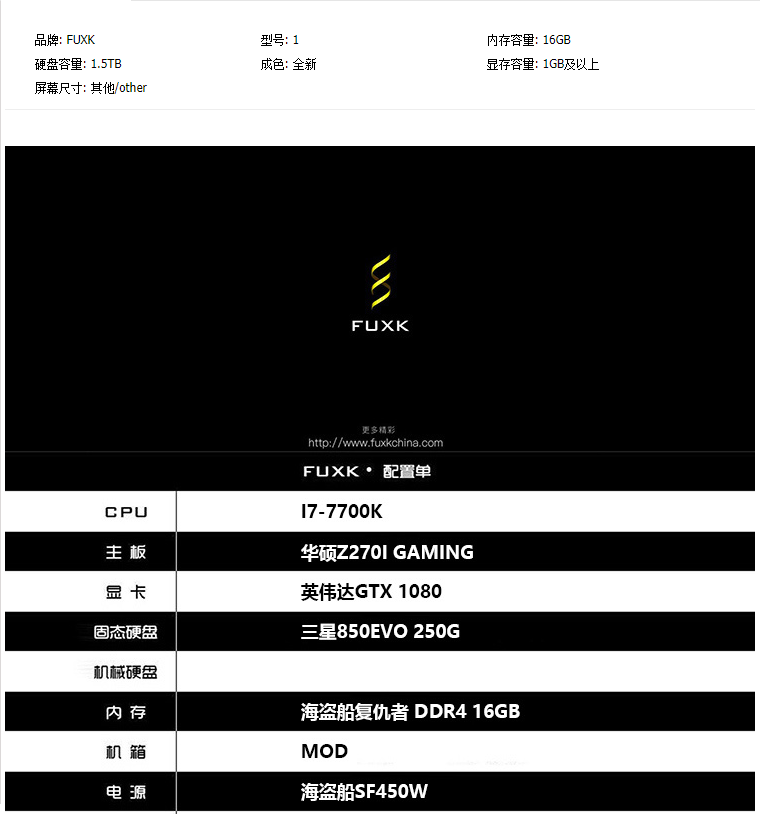 品牌: FUXK 型号: 1 内存容量: 16GB
硬盘容量: 1.5TB 成色: 全新 显存容量: 1GB及以上
屏幕尺寸: 其他/other
FUXK
更多精彩
http://www.fuxkchina.com
FUXK • 配置单
CPU I7-7700K
主板 华硕Z270I GAMING
显卡 英伟达GTX 1080
固态硬盘 三星850EVO 250G
机械硬盘
内存 海盗船复仇者 DDR4 16GB
机箱 MOD
电源 海盗船SF450W